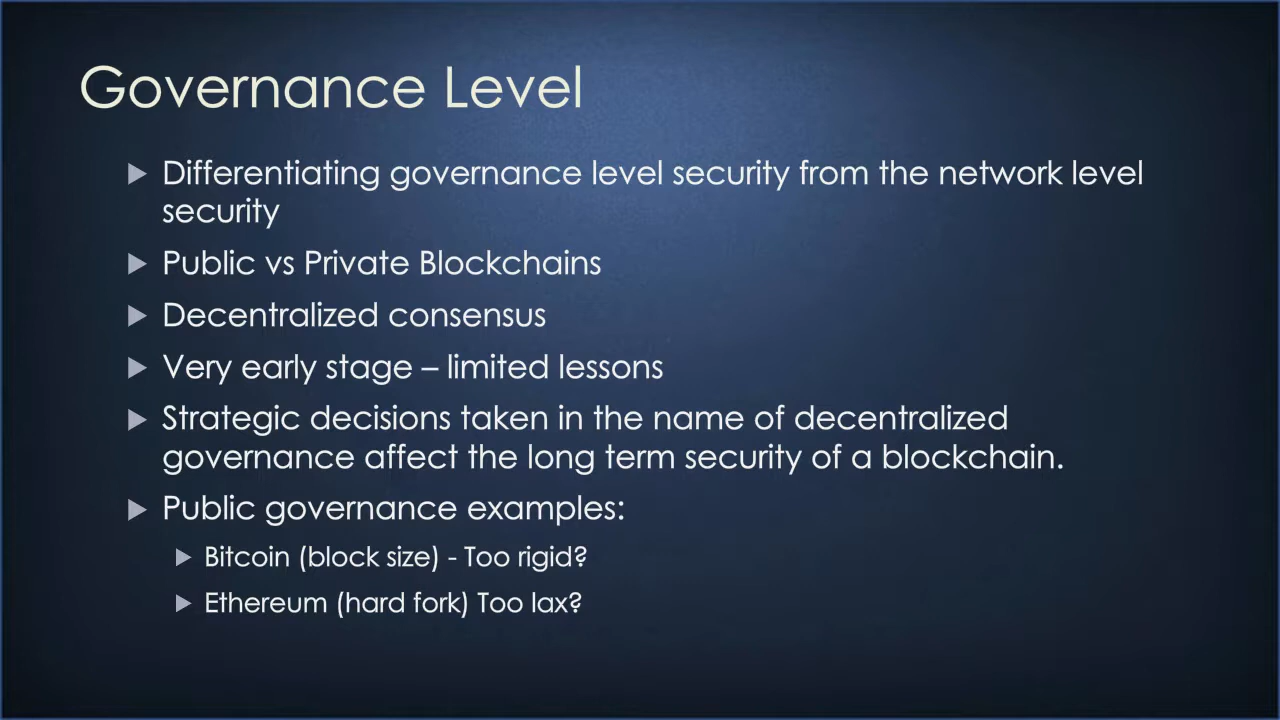 Governance Level
Differentiating governance level security from the network level
security
Public vs Private Blockchains
Decentralized consensus
Very early stage – limited lessons
Strategic decisions taken in the name of decentralized
governance affect the long term security of a blockchain.
Public governance examples:
Bitcoin (block size) - Too rigid?
Ethereum (hard fork) Too lax?